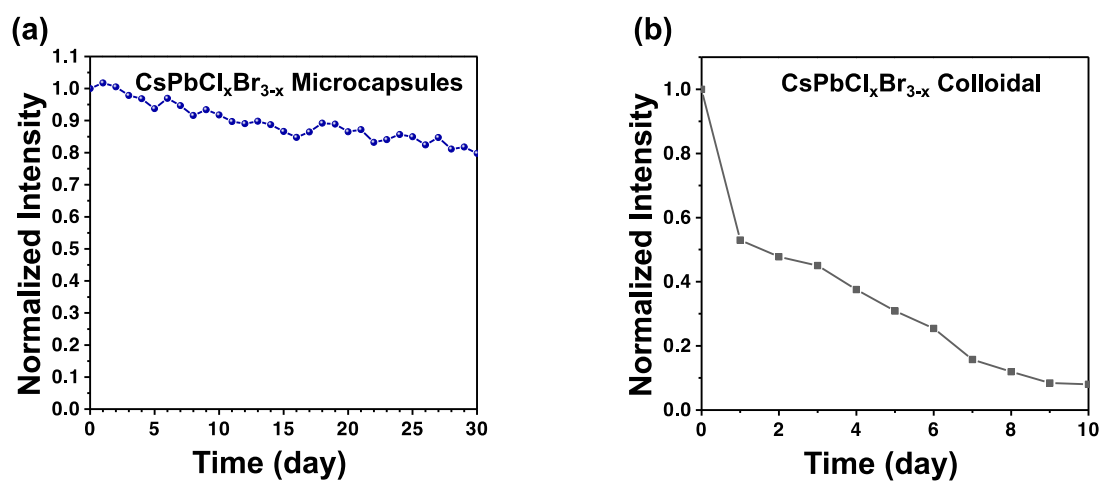 (a)
CsPbClxBr3-x Microcapsules
Normalized Intensity
1.1
1.0
0.9
0.8
0.7
0.6
0.5
0.4
0.3
0.2
0.1
0.0
0 5 10 15 20 25 30
Time (day)
(b)
CsPbClxBr3-x Colloidal
Normalized Intensity
1.0
0.8
0.6
0.4
0.2
0.0
0 2 4 6 8 10
Time (day)